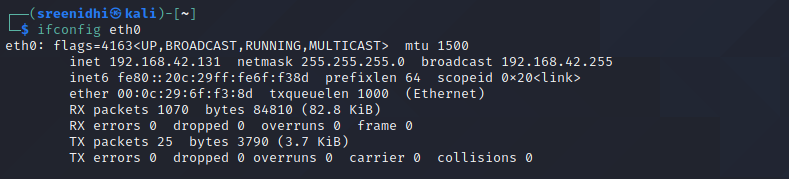 ┌──(sreenidhi㉿kali)-[~]
└─$ ifconfig eth0
eth0: flags=4163<UP,BROADCAST,RUNNING,MULTICAST>  mtu 1500
        inet 192.168.42.131  netmask 255.255.255.0  broadcast 192.168.42.255
        inet6 fe80::20c:29ff:fe6f:f38d  prefixlen 64  scopeid 0×20<link>
        ether 00:0c:29:6f:f3:8d  txqueuelen 1000  (Ethernet)
        RX packets 1070  bytes 84810 (82.8 KiB)
        RX errors 0  dropped 0  overruns 0  frame 0
        TX packets 25  bytes 3790 (3.7 KiB)
        TX errors 0  dropped 0 overruns 0  carrier 0  collisions 0